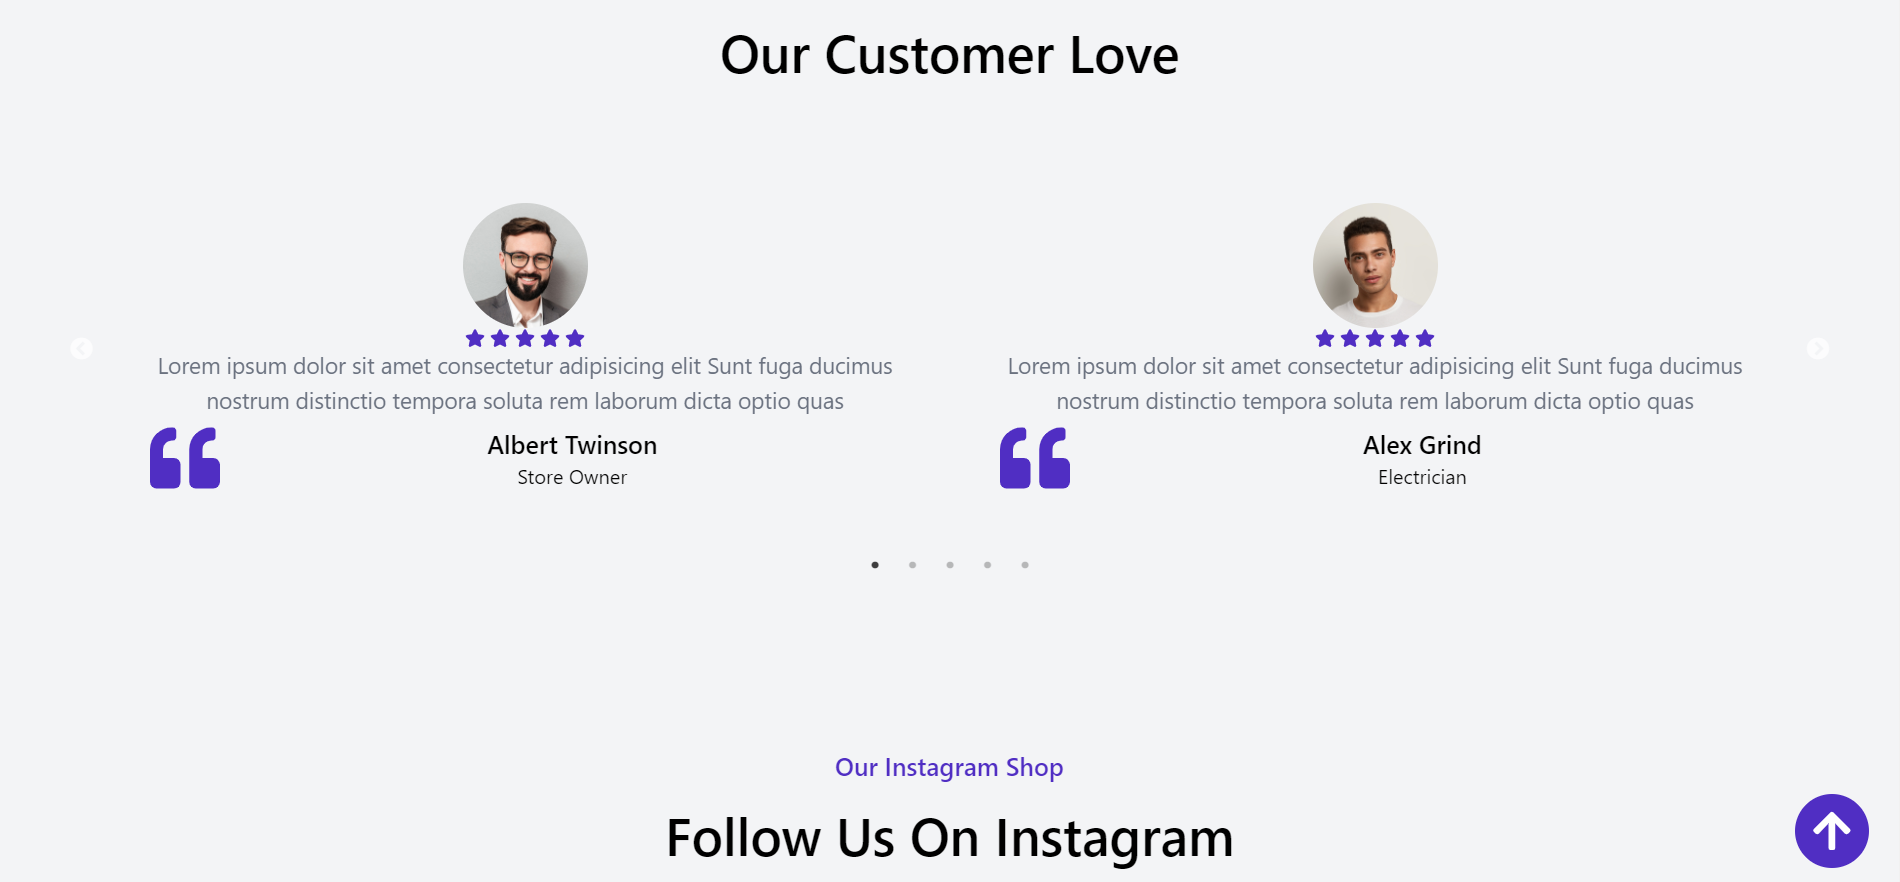 Our Customer Love
Lorem ipsum dolor sit amet consectetur adipisicing elit Sunt fuga ducimus
nostrum distinctio tempora soluta rem laborum dicta optio quas
Albert Twinson
Store Owner
Lorem ipsum dolor sit amet consectetur adipisicing elit Sunt fuga ducimus
nostrum distinctio tempora soluta rem laborum dicta optio quas
Alex Grind
Electrician
Our Instagram Shop
Follow Us On Instagram